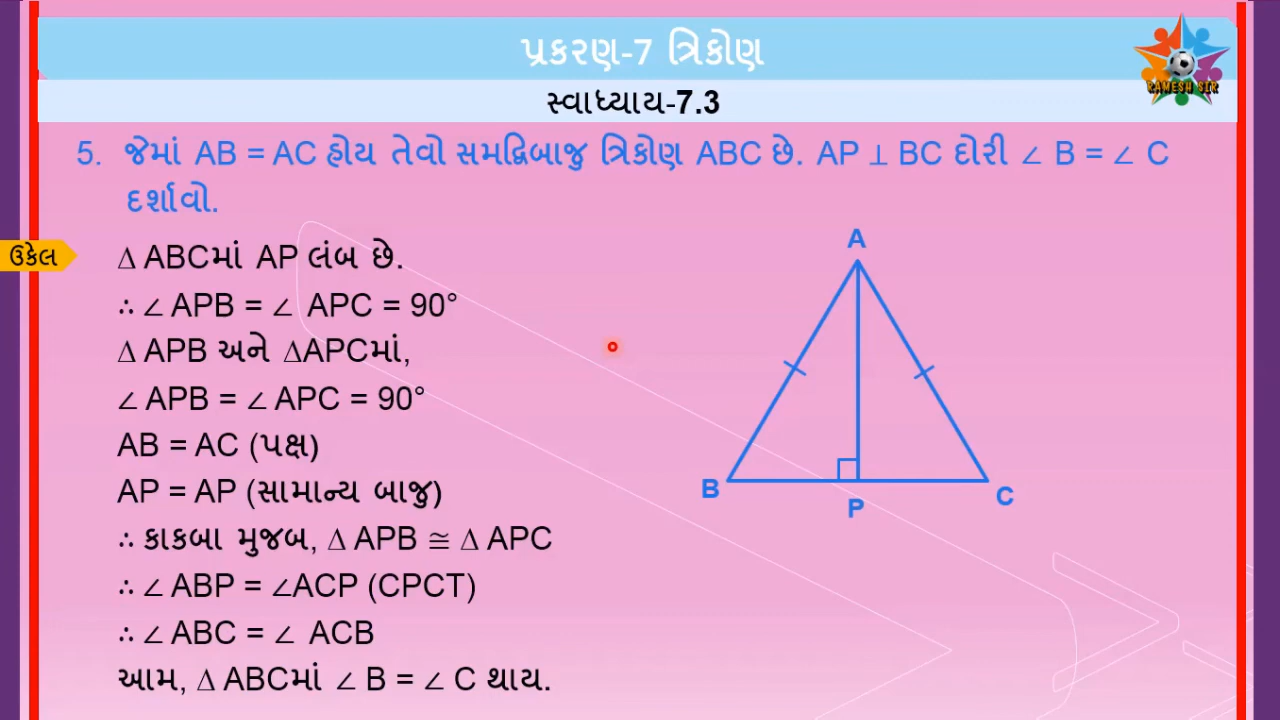 પ્રકરણ-7 ત્રિકોણ
RAMESH SIR
સ્વાધ્યાય-7.3
5. જેમાં AB = AC હોય તેવો સમદ્વિબાજુ ત્રિકોણ ABC છે. AP ⊥ BC દોરી ∠ B = ∠ C
દર્શાવો.
ઉકેલ
∆ ABCમાં AP લંબ છે.
∴ ∠ APB = ∠ APC = 90°
∆ APB અને ∆APCમાં,
∠ APB = ∠ APC = 90°
AB = AC (પક્ષ)
AP = AP (સામાન્ય બાજુ)
∴ કાકબા મુજબ, ∆ APB ≅ ∆ APC
∴ ∠ ABP = ∠ACP (CPCT)
∴ ∠ ABC = ∠ ACB
આમ, ∆ ABCમાં ∠ B = ∠ C થાય.
A
B
P
C